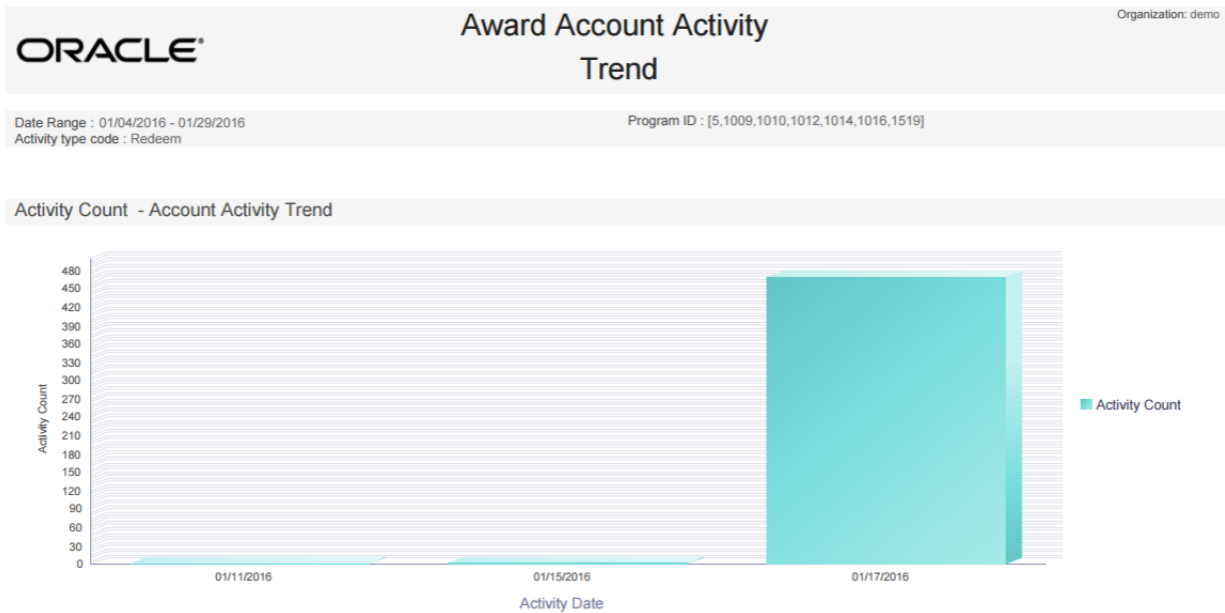 ORACLE
Award Account Activity
Trend
Organization: demo
Date Range : 01/04/2016 - 01/29/2016
Program ID : [5,1009,1010,1012,1014,1016,1519]
Activity type code : Redeem
Activity Count - Account Activity Trend
480
450
420
390
360
330
300
270
240
210
180
150
120
90
60
30
0
Activity Count
Activity Count
01/11/2016
01/15/2016
01/17/2016
Activity Date